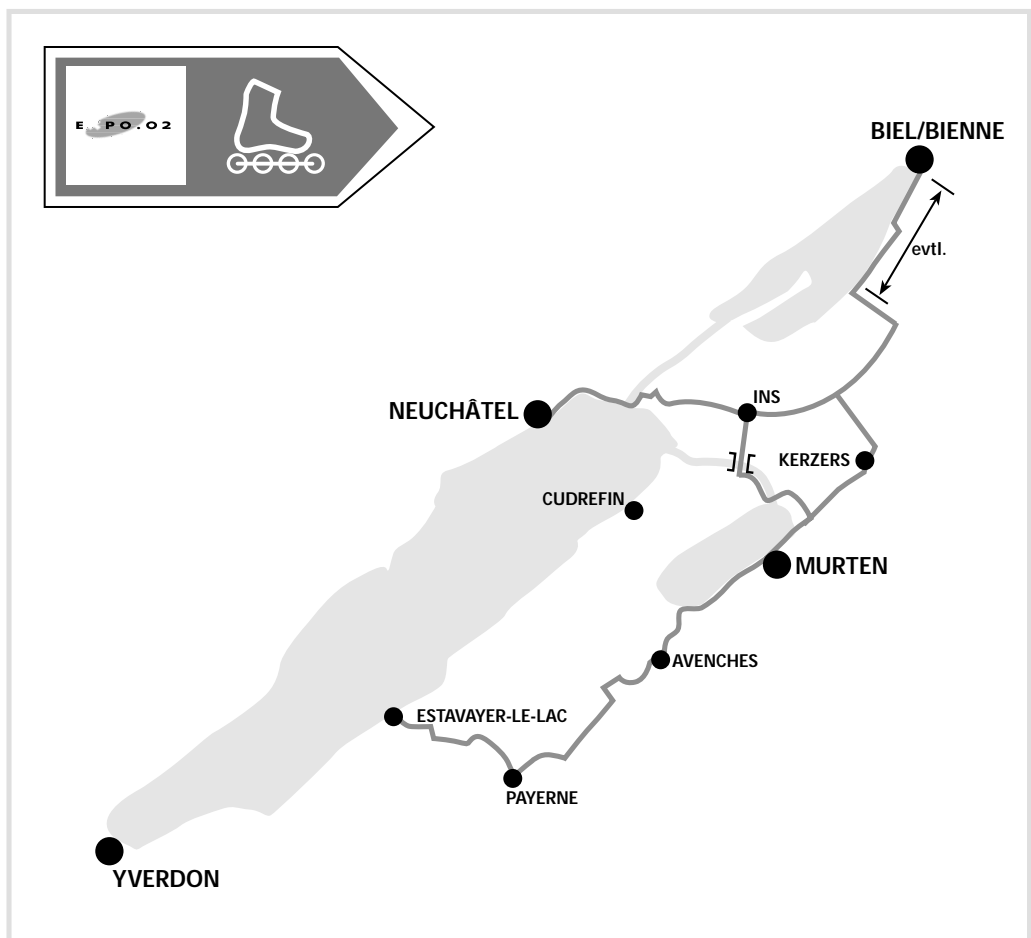 E PO.02
BIEL/BIENNE
evtl.
INS
NEUCHÂTEL
KERZERS
CUDREFIN
MURTEN
AVENCHES
ESTAVAYER-LE-LAC
PAYERNE
YVERDON